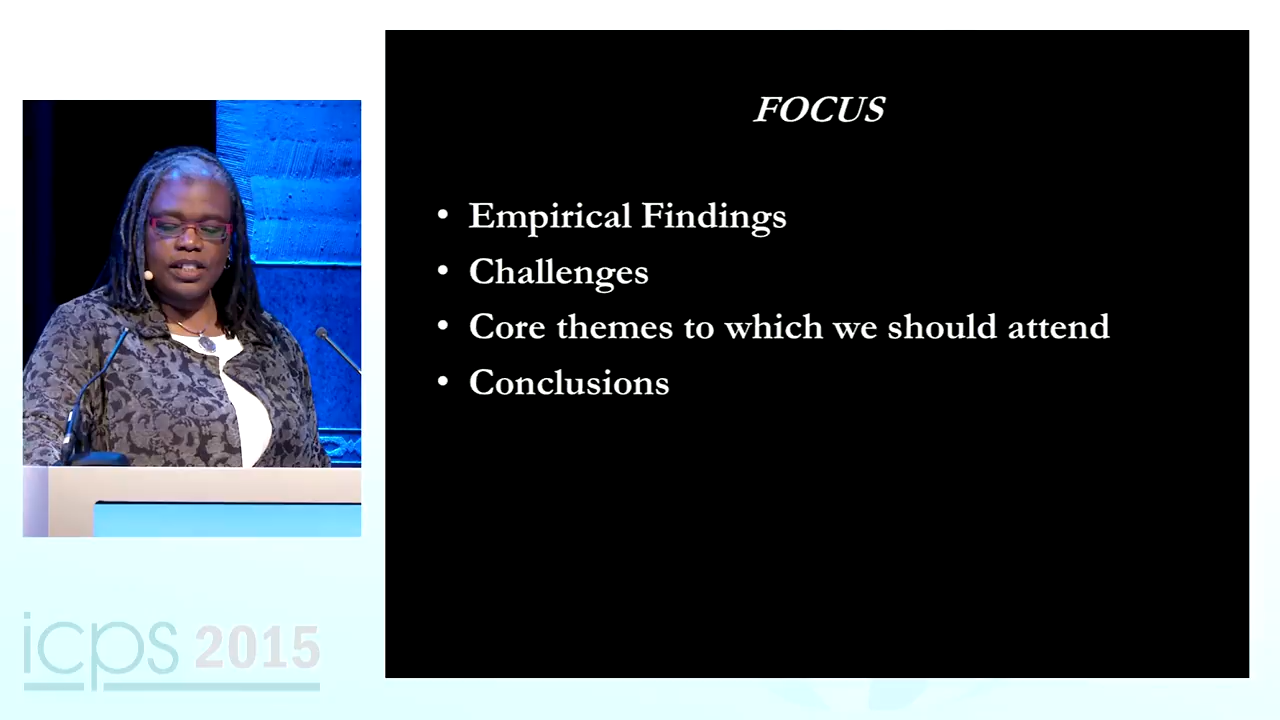 FOCUS
• Empirical Findings
• Challenges
• Core themes to which we should attend
• Conclusions
icps 2015